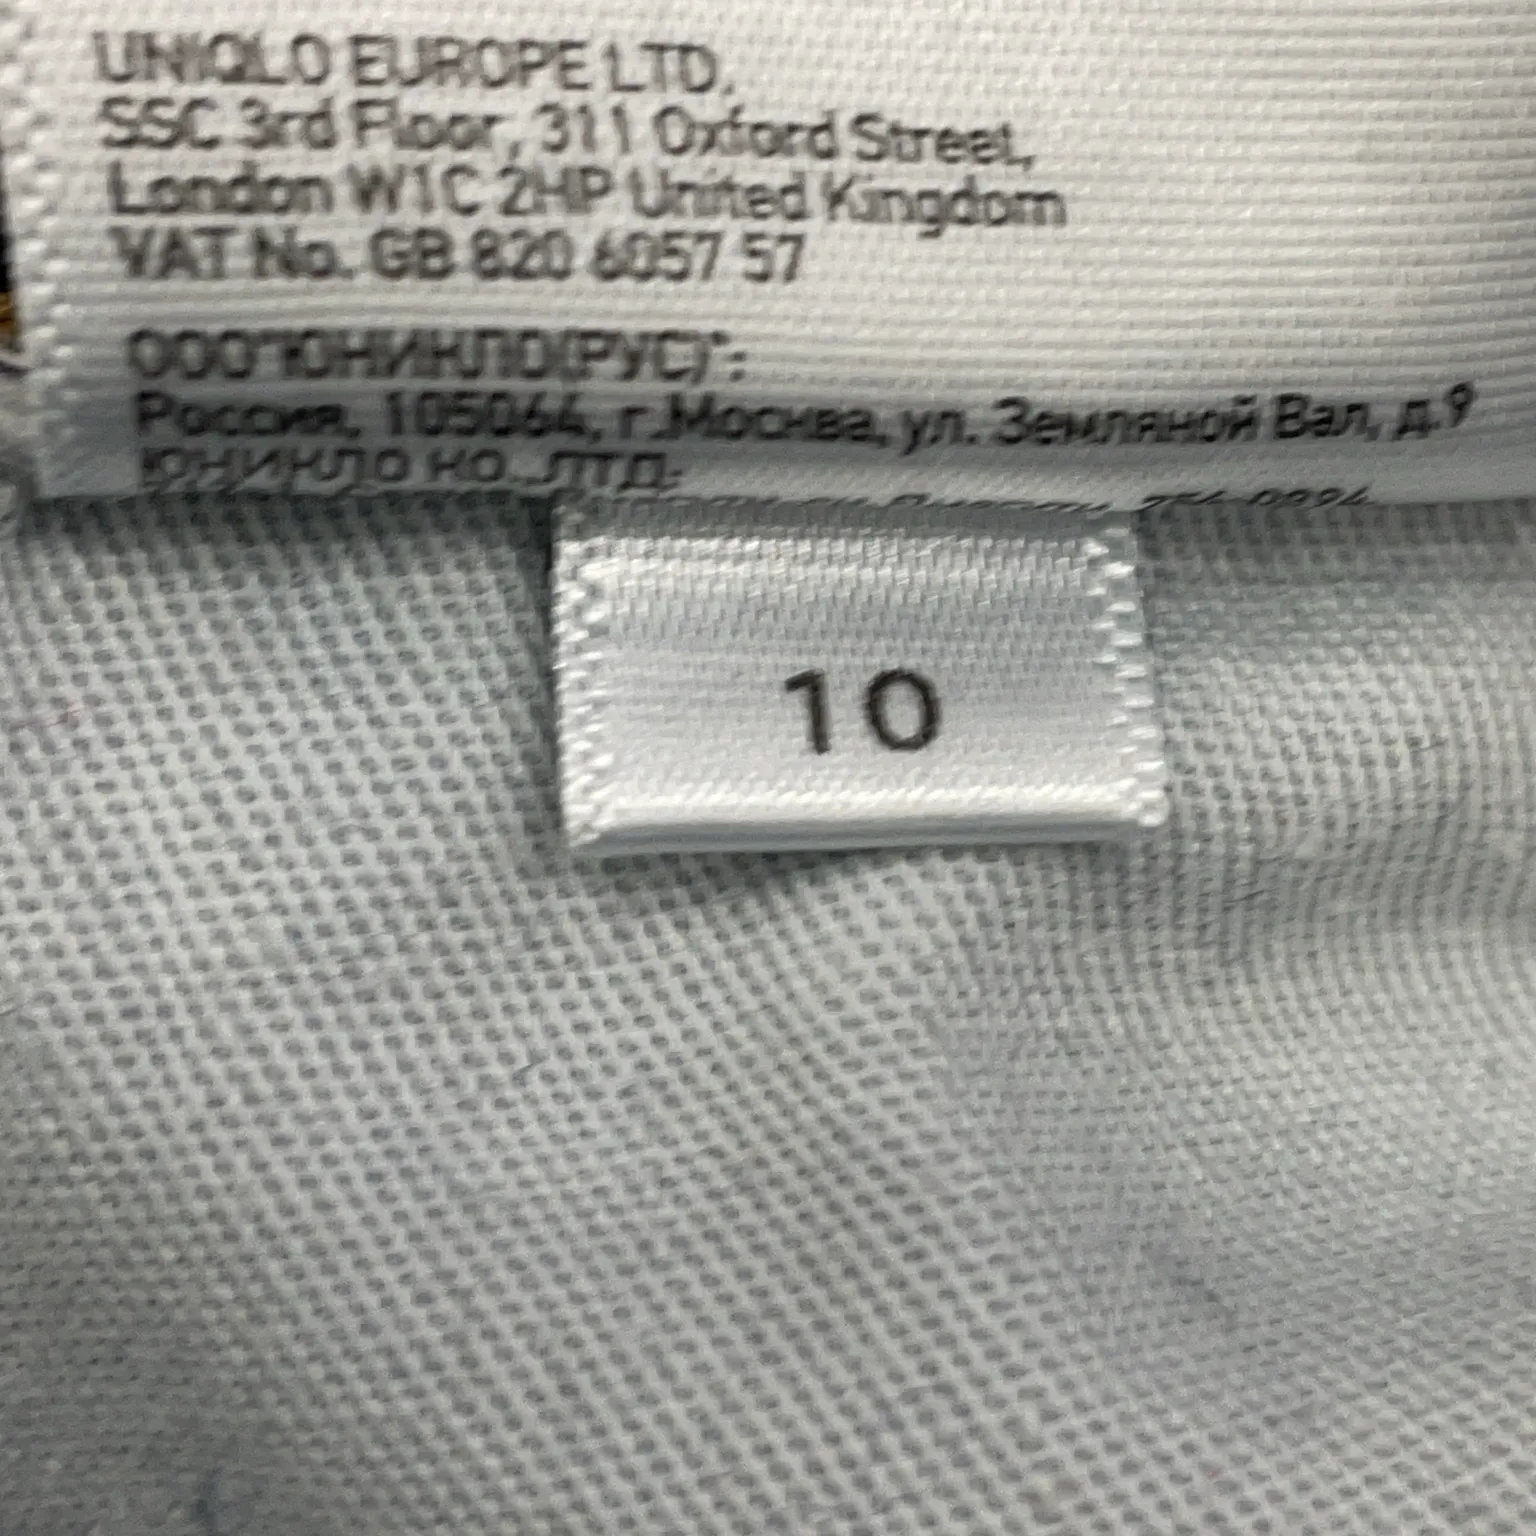 UNIQLO EUROPE LTD.
SSC 3rd Floor, 311 Oxford Street,
London W1C 2HP United Kingdom
VAT No. GB 820 6057 57
ООО"ЮНИКЛО(РУС)":
Россия, 105064, г.Москва, ул. Земляной Вал, д.9
ЮНИКЛО КО., ЛТД.:
10